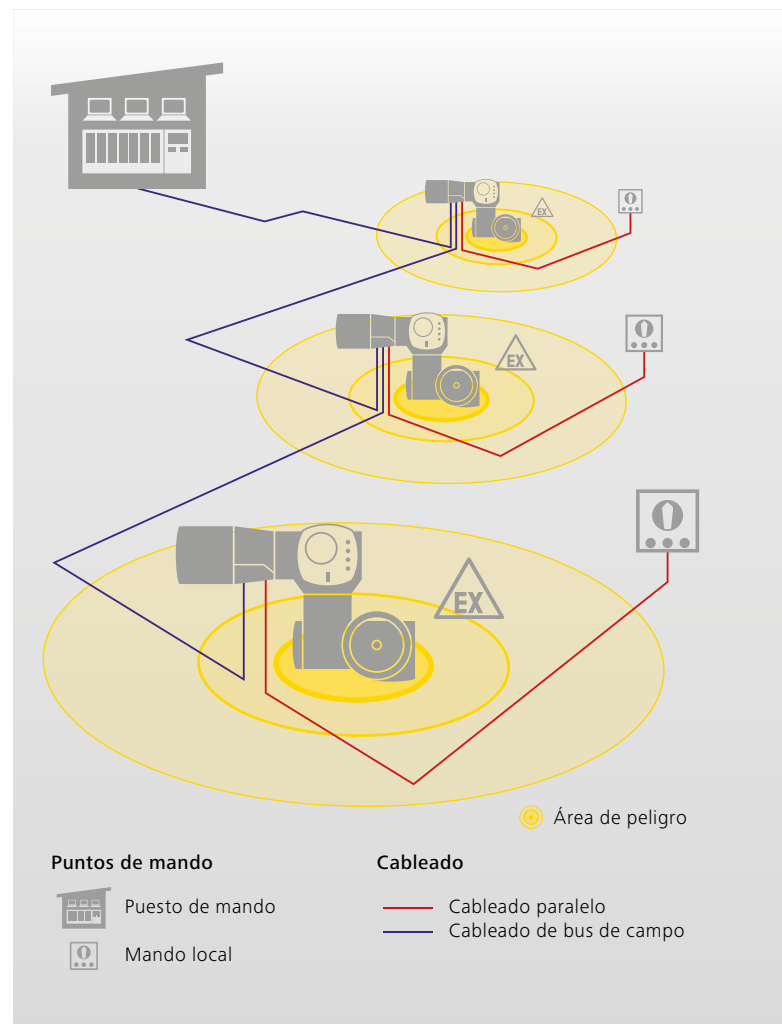 EX
EX
EX
Área de peligro
Puntos de mando
Puesto de mando
Mando local
Cableado
Cableado paralelo
Cableado de bus de campo